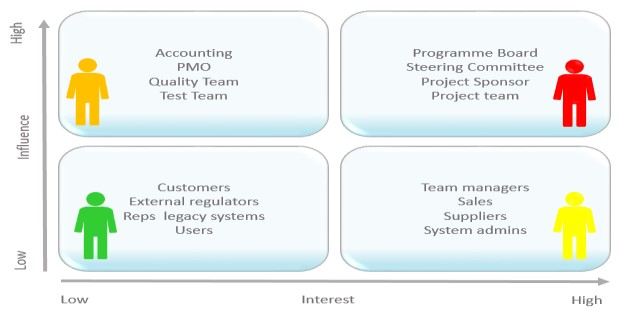 High
Accounting
PMO
Quality Team
Test Team
Programme Board
Steering Committee
Project Sponsor
Project team
Influence
Customers
External regulators
Reps legacy systems
Users
Team managers
Sales
Suppliers
System admins
Low
Low
Interest
High